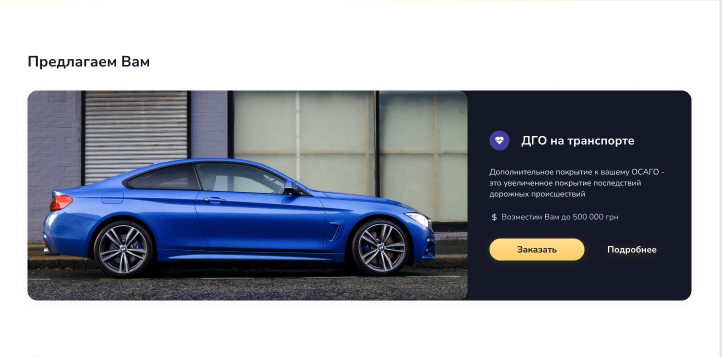 Предлагаем Вам
ДГО на транспорте
Дополнительное покрытие к вашему ОСАГО -
это увеличенное покрытие последствий
дорожных происшествий
$ Возместим Вам до 500 000 грн
Заказать
Подробнее